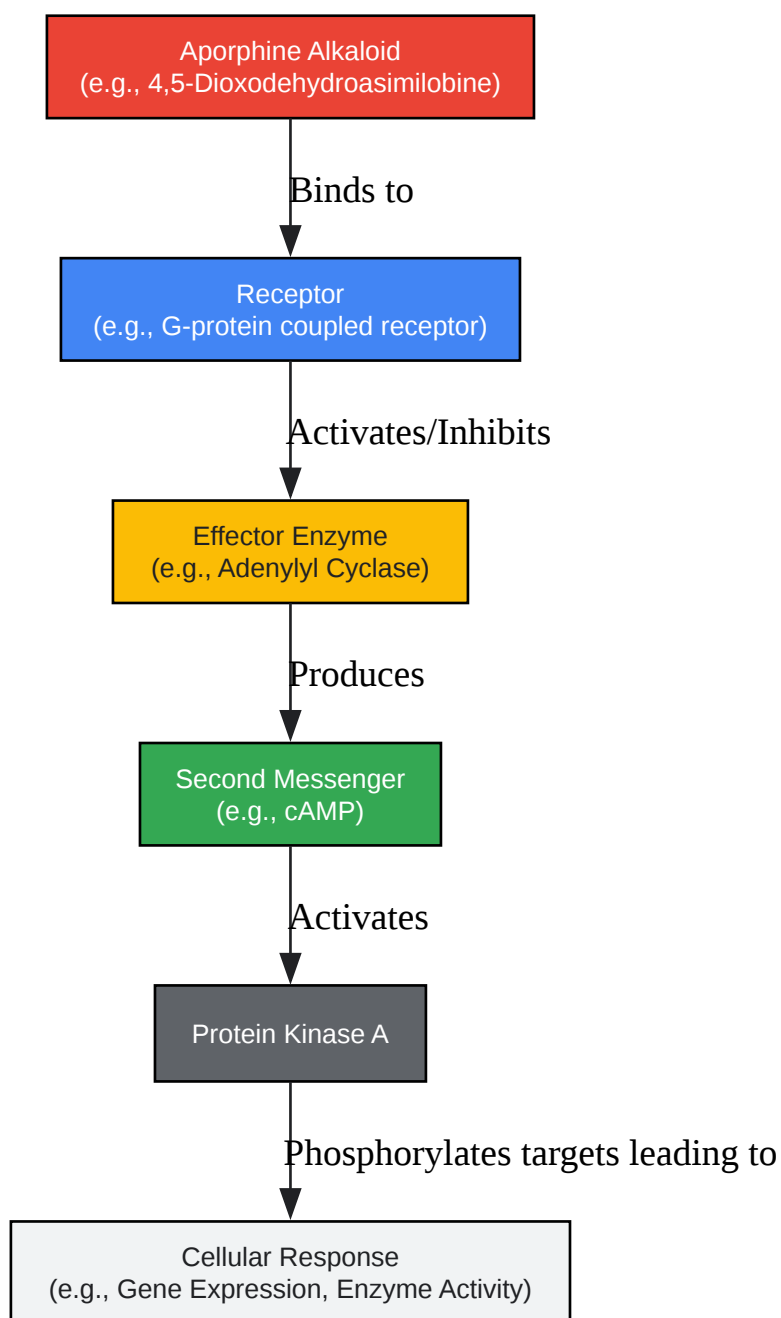 Aporphine Alkaloid
(e.g., 4,5-Dioxodehydroasimilobine)
Binds to
Receptor
(e.g., G-protein coupled receptor)
Activates/Inhibits
Effector Enzyme
(e.g., Adenylyl Cyclase)
Produces
Second Messenger
(e.g., cAMP)
Activates
Protein Kinase A
Phosphorylates targets leading to
Cellular Response
(e.g., Gene Expression, Enzyme Activity)